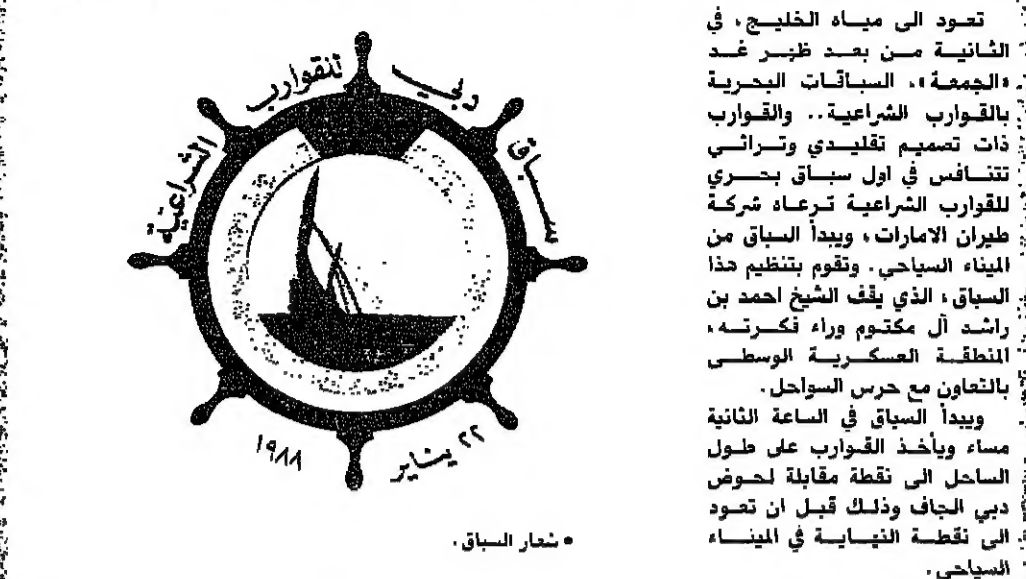 تعود الى مياه الخليج، في
الثانية من بعد ظهر غد
«الجمعة»، السباقات البحرية
بالقوارب الشراعية.. والقوارب
ذات تصميم تقليدي وتراثي
تتنافس في اول سباق بحري
للقوارب الشراعية ترعاه شركة
طيران الامارات، ويبدأ السباق من
الميناء السياحي. وتقوم بتنظيم هذا
السباق، الذي يقف الشيخ احمد بن
راشد آل مكتوم وراء فكرته،
المنطقة العسكرية الوسطى
بالتعاون مع حرس السواحل.
ويبدأ السباق في الساعة الثانية
مساء ويأخذ القوارب على طول
الساحل الى نقطة مقابلة لحوض
دبي الجاف وذلك قبل ان تعود
الى نقطة النهاية في الميناء
السياحي.
سباق دبي للقوارب الشراعية
٢٢ يناير ١٩٨٨
• شعار السباق.